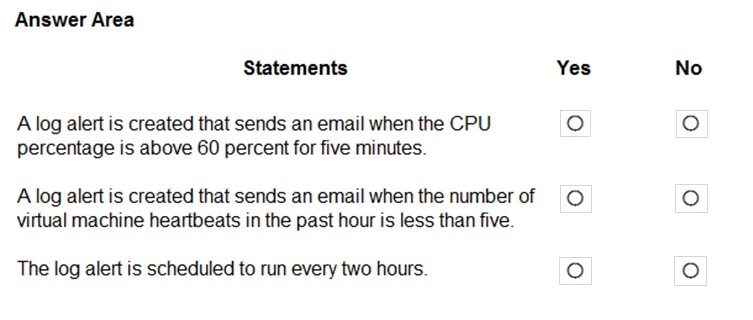 Answer Area
Statements Yes No
A log alert is created that sends an email when the CPU
percentage is above 60 percent for five minutes.
A log alert is created that sends an email when the number of
virtual machine heartbeats in the past hour is less than five.
The log alert is scheduled to run every two hours.